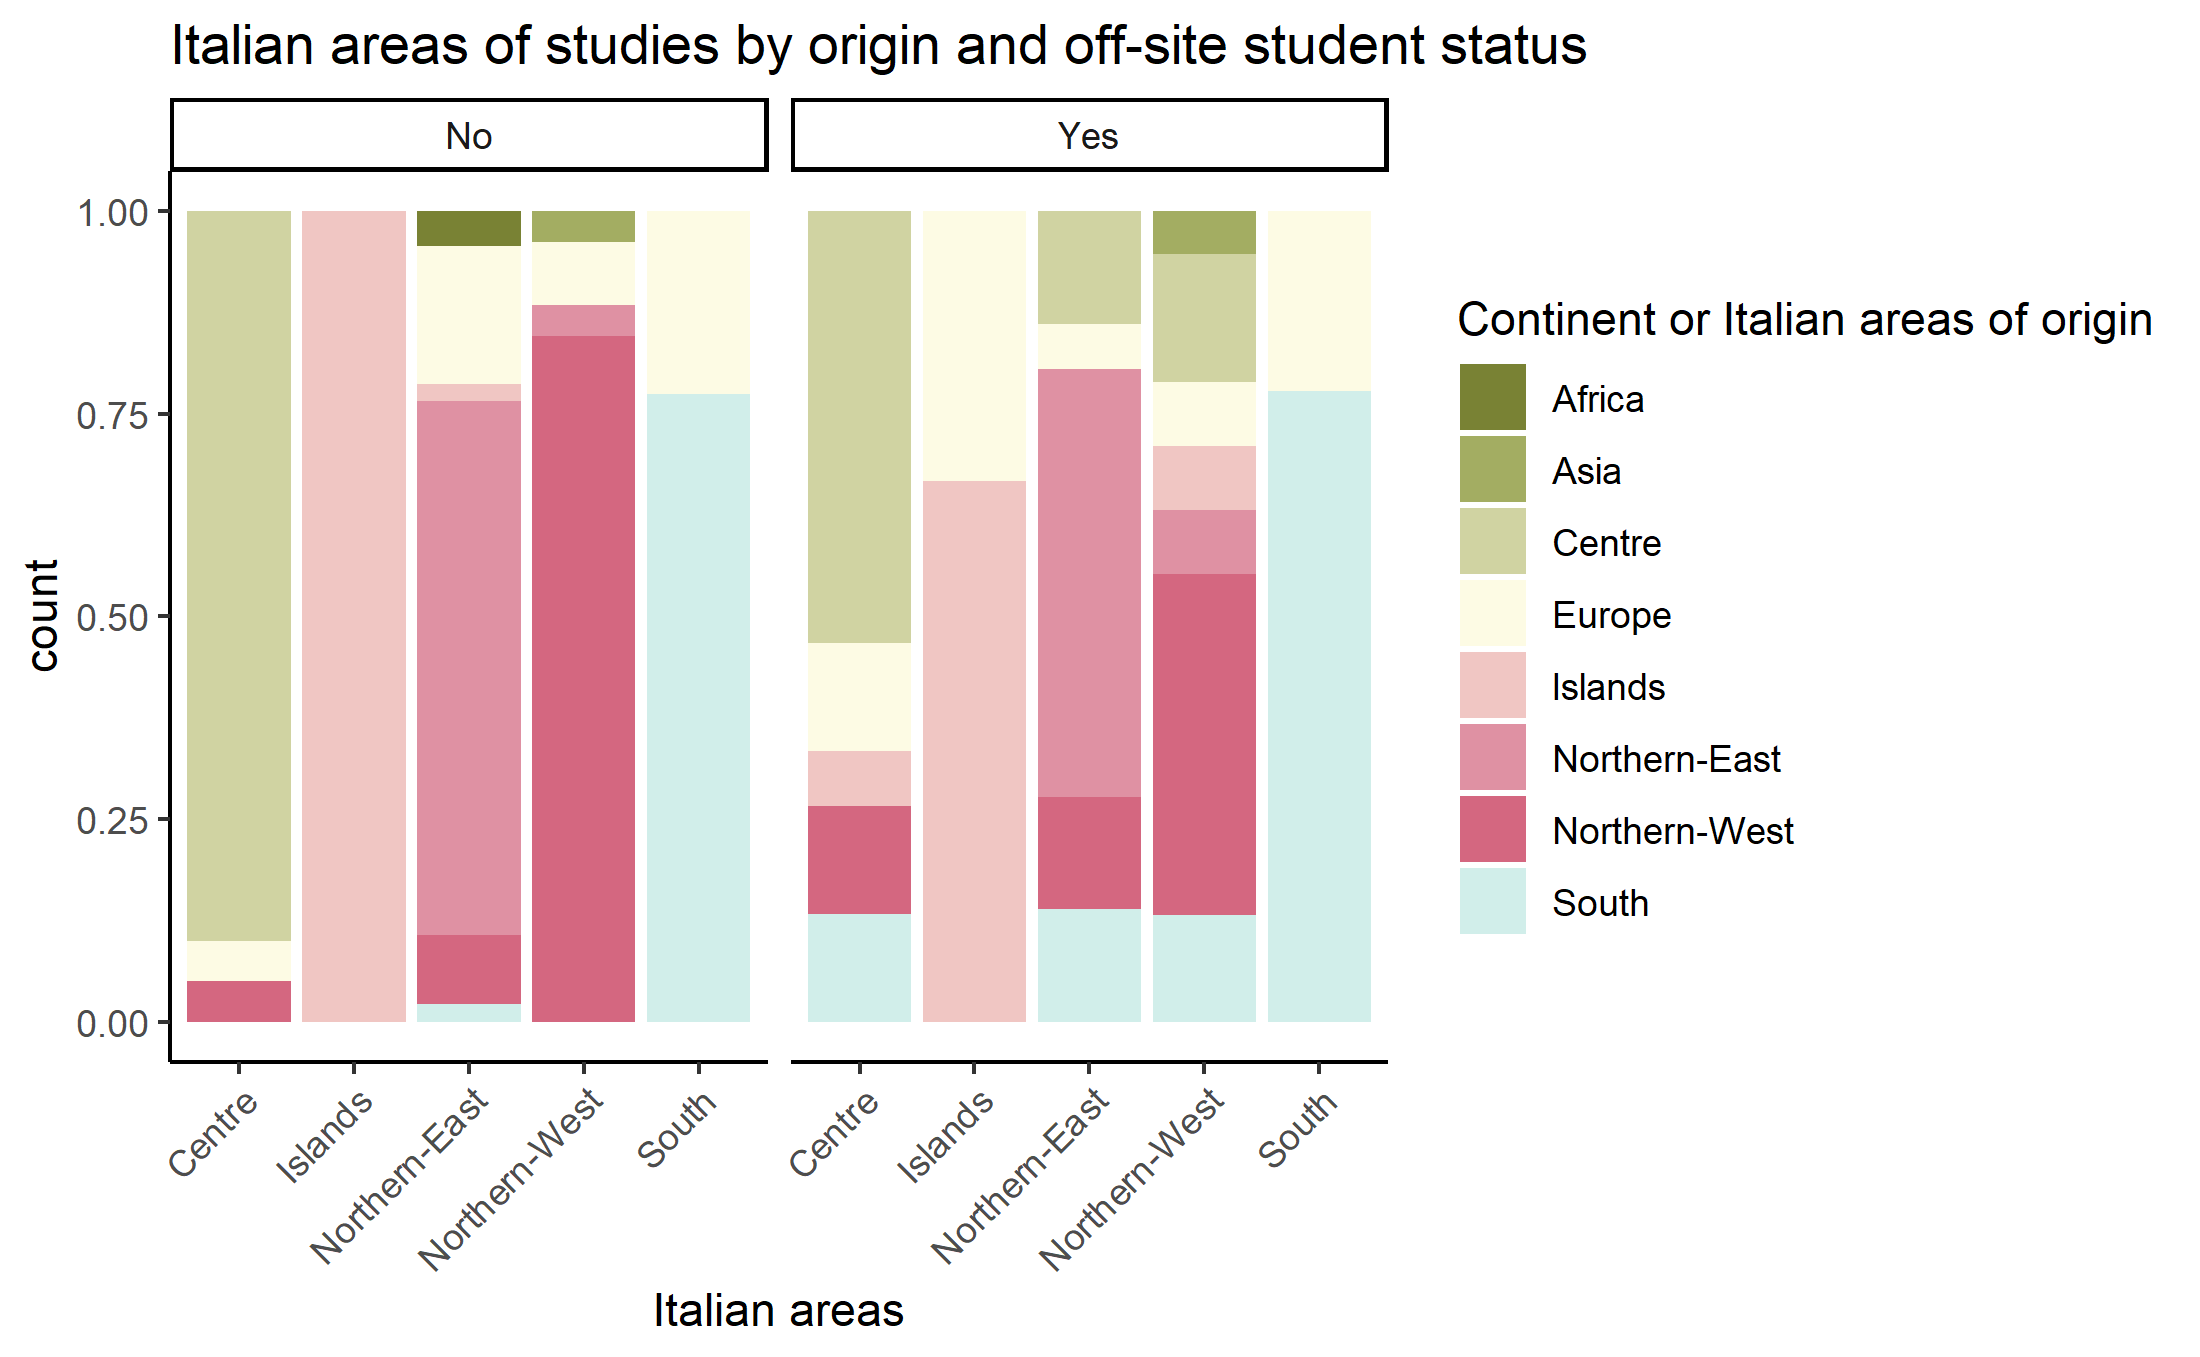 Italian areas of studies by origin and off-site student status
No
Yes
1.00
0.75
0.50
0.25
0.00
count
Centre
Islands
Northern-East
Northern-West
South
Centre
Islands
Northern-East
Northern-West
South
Italian areas
Continent or Italian areas of origin
Africa
Asia
Centre
Europe
Islands
Northern-East
Northern-West
South